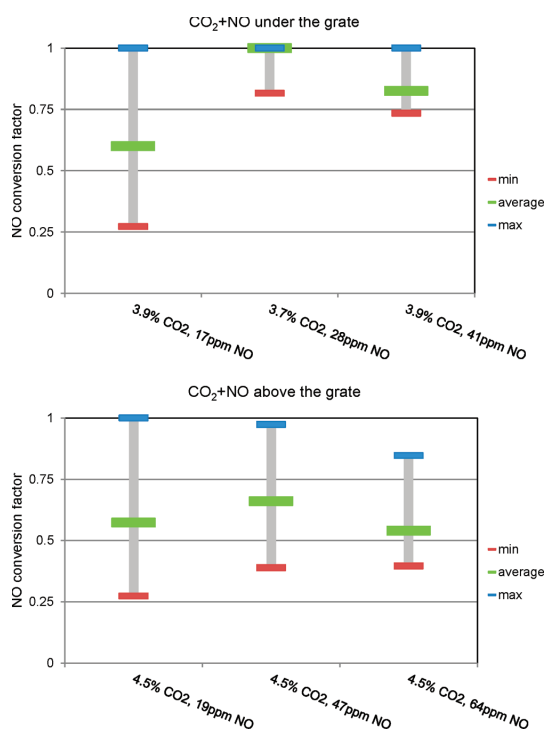 CO₂+NO under the grate
NO conversion factor
1
0.75
0.5
0.25
0
3.9% CO2, 17ppm NO
3.7% CO2, 28ppm NO
3.9% CO2, 41ppm NO
min
average
max
CO₂+NO above the grate
NO conversion factor
1
0.75
0.5
0.25
0
4.5% CO2, 19ppm NO
4.5% CO2, 47ppm NO
4.5% CO2, 64ppm NO
min
average
max